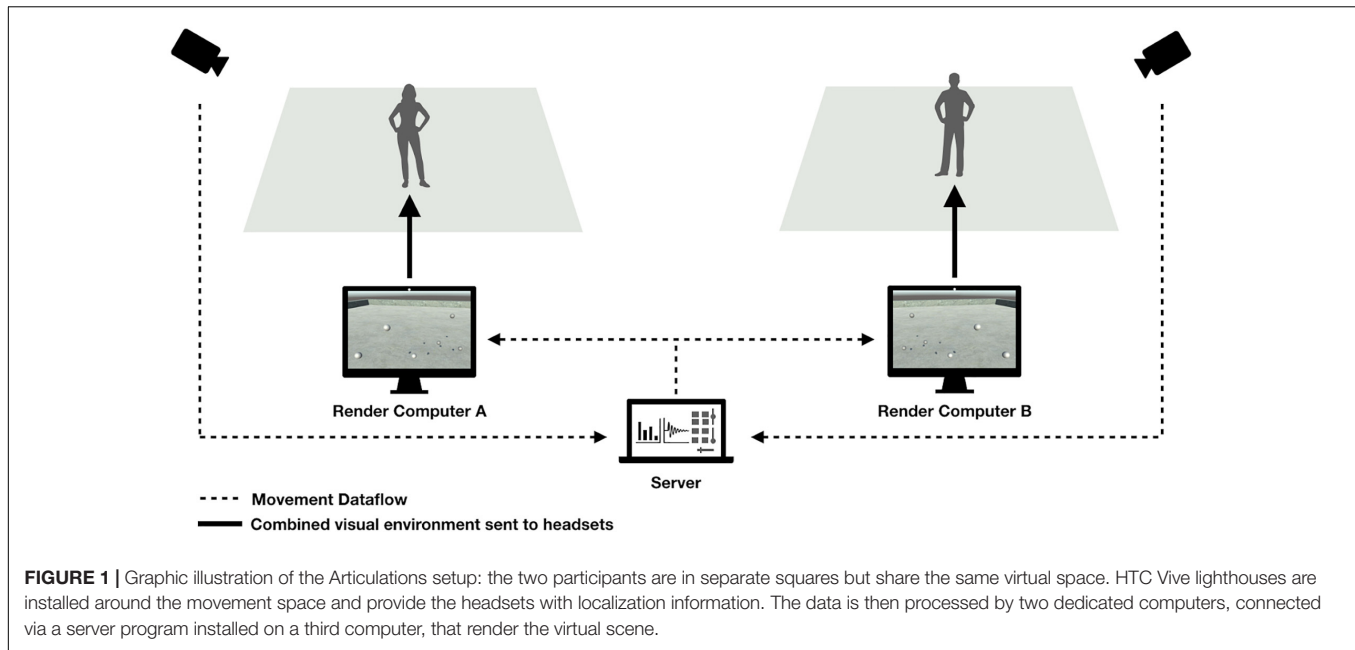 Render Computer A
Render Computer B
Server
Movement Dataflow
Combined visual environment sent to headsets
FIGURE 1 | Graphic illustration of the Articulations setup: the two participants are in separate squares but share the same virtual space. HTC Vive lighthouses are
installed around the movement space and provide the headsets with localization information. The data is then processed by two dedicated computers, connected
via a server program installed on a third computer, that render the virtual scene.